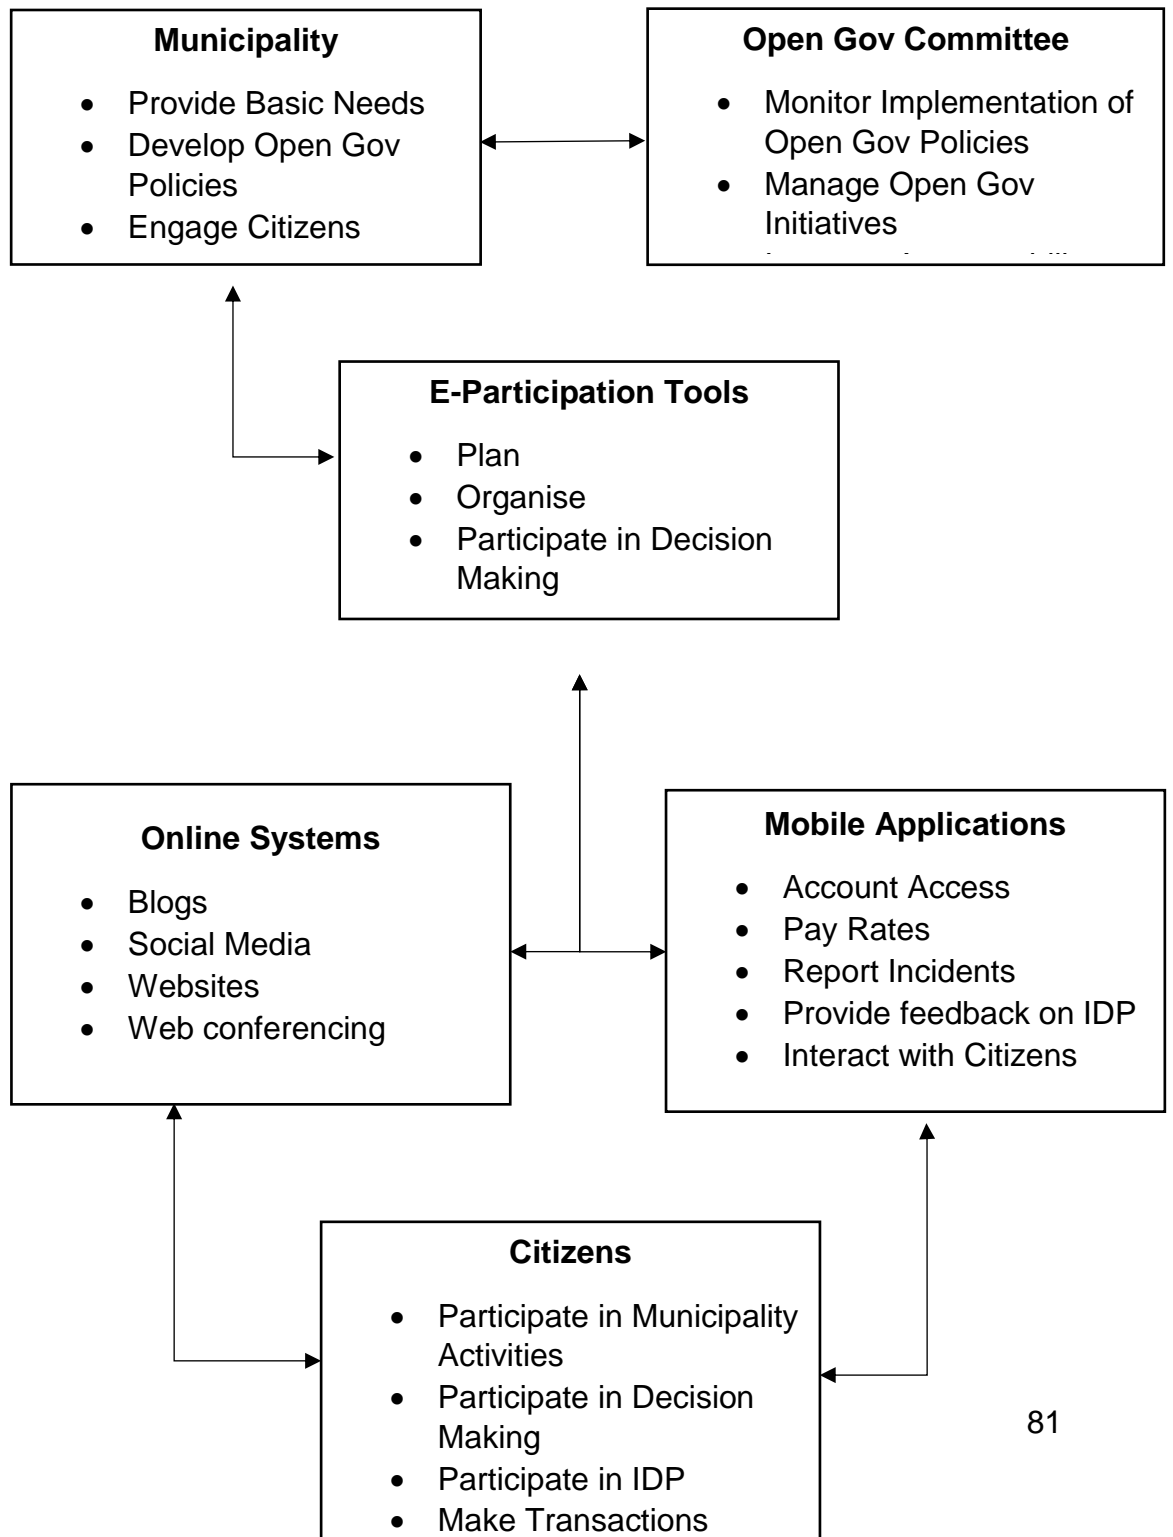 Municipality
• Provide Basic Needs
• Develop Open Gov
Policies
• Engage Citizens
Open Gov Committee
• Monitor Implementation of
Open Gov Policies
• Manage Open Gov
Initiatives
E-Participation Tools
• Plan
• Organise
• Participate in Decision
Making
Online Systems
• Blogs
• Social Media
• Websites
• Web conferencing
Mobile Applications
• Account Access
• Pay Rates
• Report Incidents
• Provide feedback on IDP
• Interact with Citizens
Citizens
• Participate in Municipality
Activities
• Participate in Decision
Making
• Participate in IDP
• Make Transactions
81